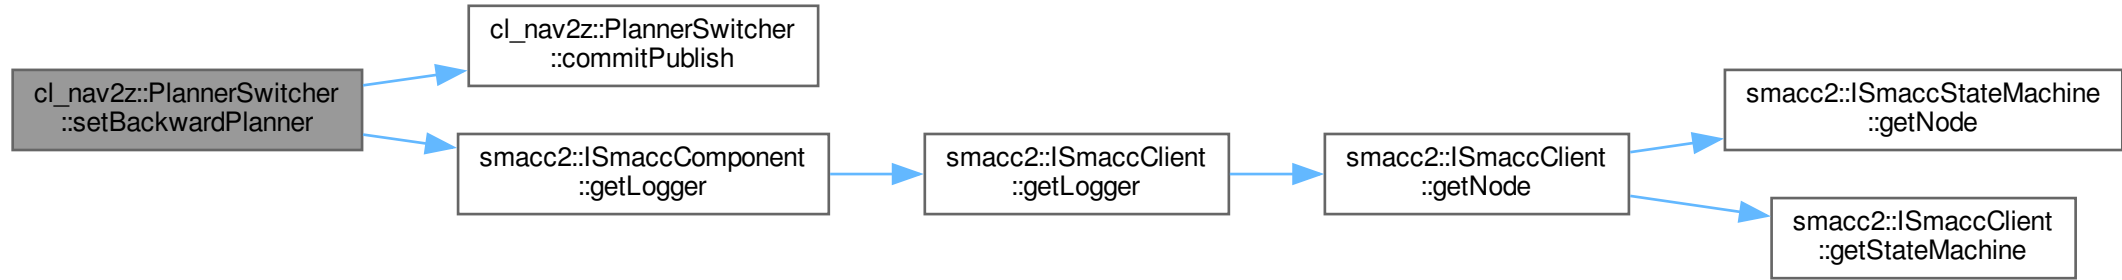 cl_nav2z::PlannerSwitcher
::setBackwardPlanner
cl_nav2z::PlannerSwitcher
::commitPublish
smacc2::ISmaccComponent
::getLogger
smacc2::ISmaccClient
::getLogger
smacc2::ISmaccClient
::getNode
smacc2::ISmaccStateMachine
::getNode
smacc2::ISmaccClient
::getStateMachine